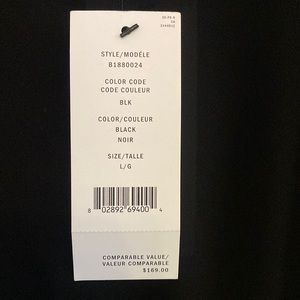 STYLE/MODÈLE
B1880024
COLOR CODE
CODE COULEUR
BLK
COLOR/COULEUR
BLACK
NOIR
SIZE/TALLE
L/G
8 02892 69400 4
COMPARABLE VALUE/
VALEUR COMPARABLE
$169.00